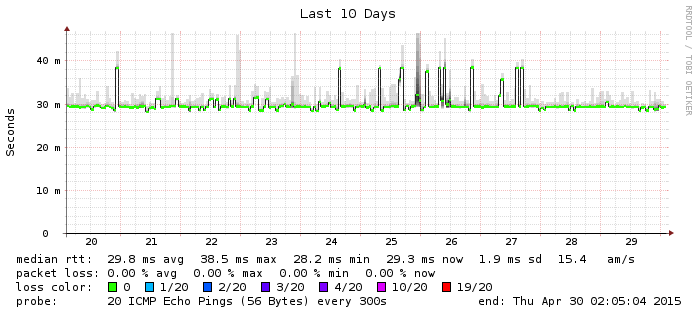 Last 10 Days
RRDTOOL / TOBI OETIKER
Seconds
40 m
30 m
20 m
10 m
0
20 21 22 23 24 25 26 27 28 29
median rtt: 29.8 ms avg 38.5 ms max 28.2 ms min 29.3 ms now 1.9 ms sd 15.4 am/s
packet loss: 0.00 % avg 0.00 % max 0.00 % min 0.00 % now
loss color: 0 1/20 2/20 3/20 4/20 10/20 19/20
probe: 20 ICMP Echo Pings (56 Bytes) every 300s end: Thu Apr 30 02:05:04 2015